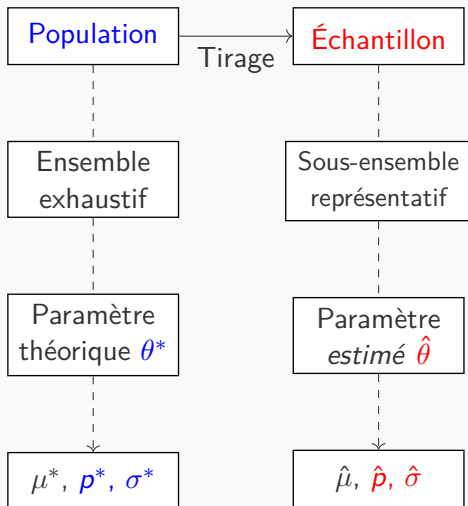 Population
Tirage
Échantillon
Ensemble
exhaustif
Sous-ensemble
représentatif
Paramètre
théorique θ*
Paramètre
estimé θ̂
μ*, p*, σ*
μ̂, p̂, σ̂